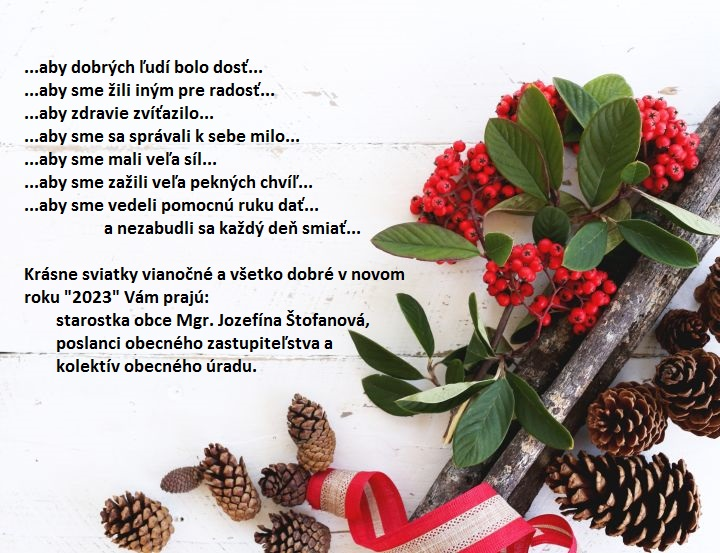 ...aby dobrých ľudí bolo dosť...
...aby sme žili iným pre radosť...
...aby zdravie zvíťazilo...
...aby sme sa správali k sebe milo...
...aby sme mali veľa síl...
...aby sme zažili veľa pekných chvíľ...
...aby sme vedeli pomocnú ruku dať...
a nezabudli sa každý deň smiať...
Krásne sviatky vianočné a všetko dobré v novom
roku "2023" Vám prajú:
starostka obce Mgr. Jozefína Štofanová,
poslanci obecného zastupiteľstva a
kolektív obecného úradu.